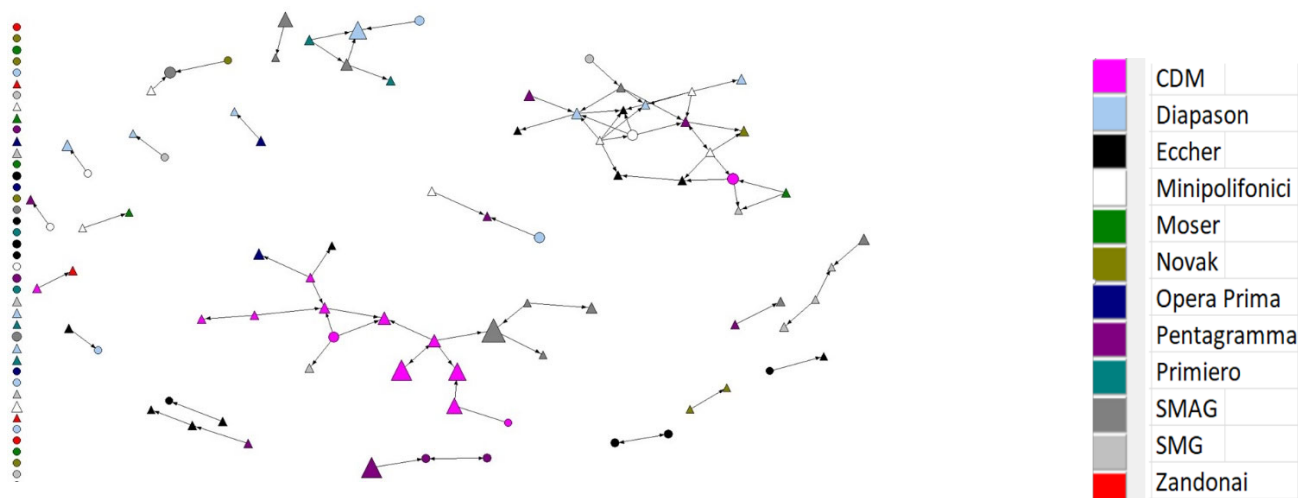 CDM
Diapason
Eccher
Minipolifonici
Moser
Novak
Opera Prima
Pentagramma
Primiero
SMAG
SMG
Zandonai